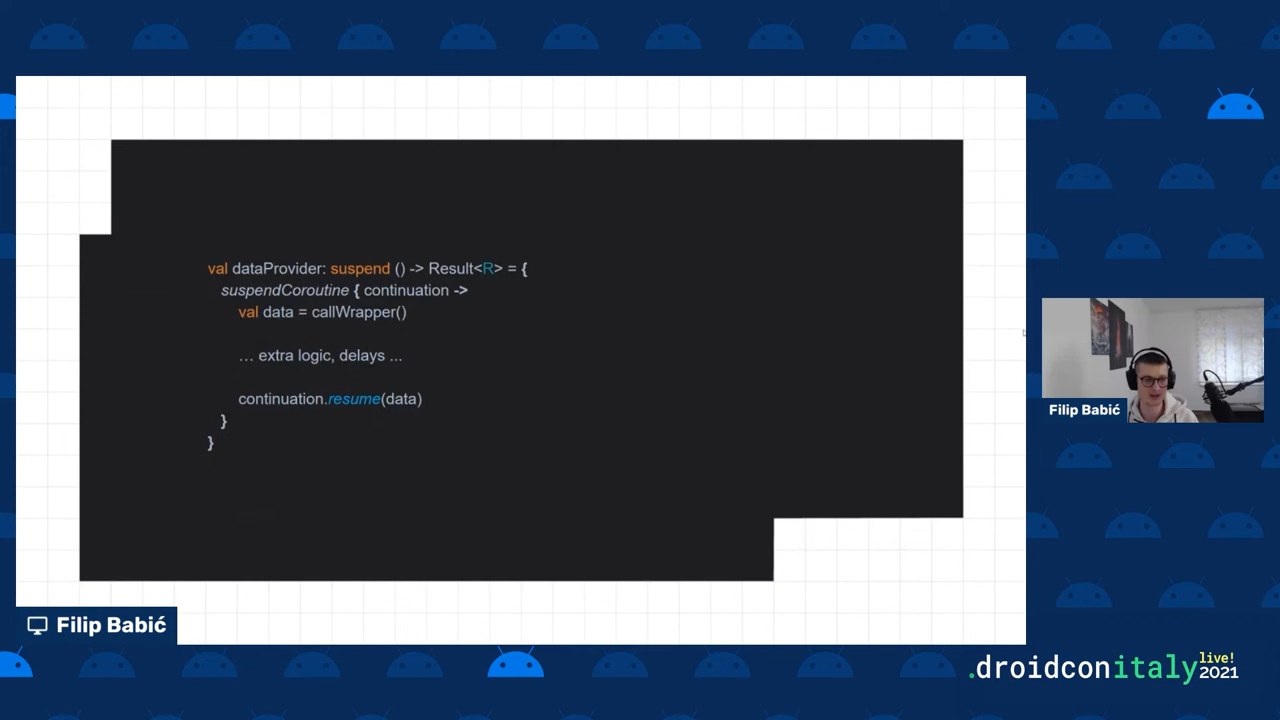 val dataProvider: suspend () -> Result<R> = {
suspendCoroutine { continuation ->
val data = callWrapper()
... extra logic, delays ...
continuation.resume(data)
}
}
Filip Babić
Filip Babić
.droidconitaly live! 2021